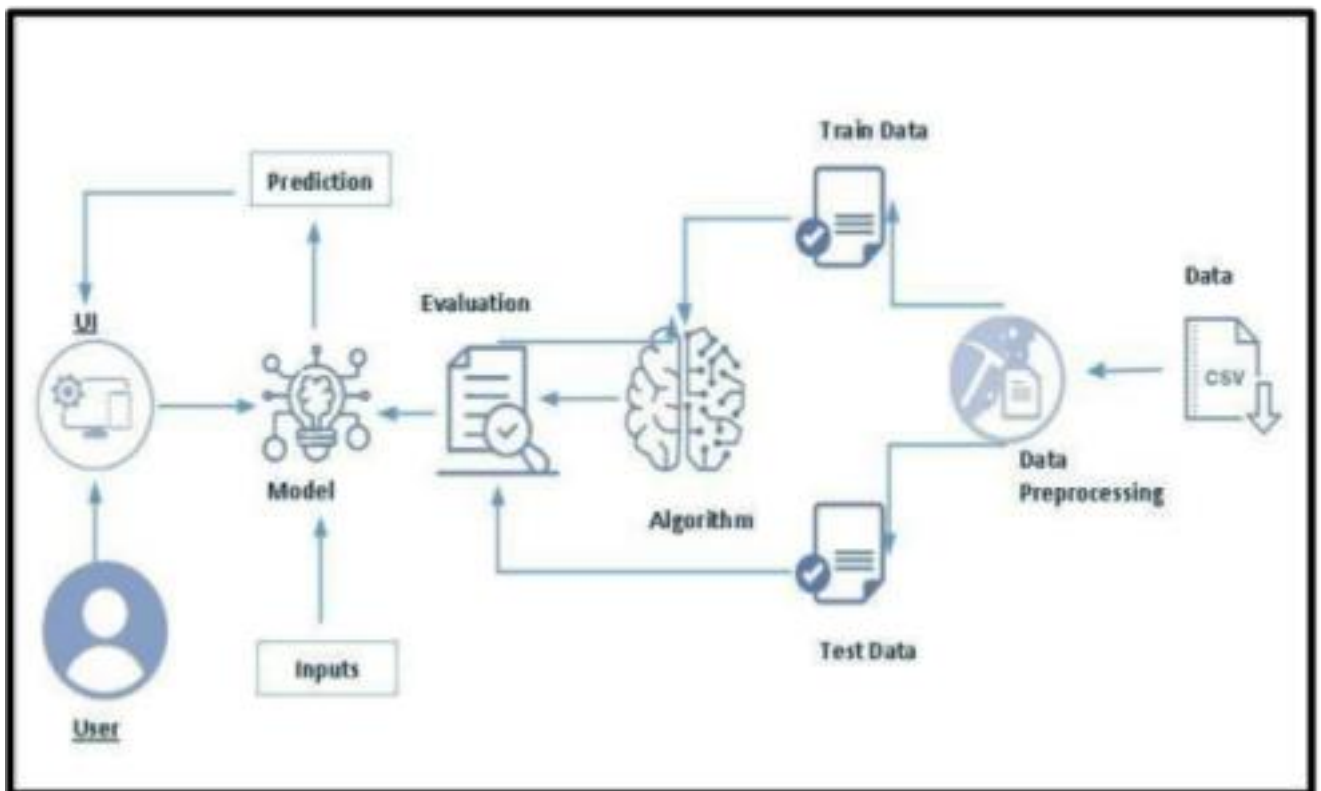 Train Data
Prediction
Data
Evaluation
UI
CSV
Data
Preprocessing
Model
Algorithm
Test Data
Inputs
User